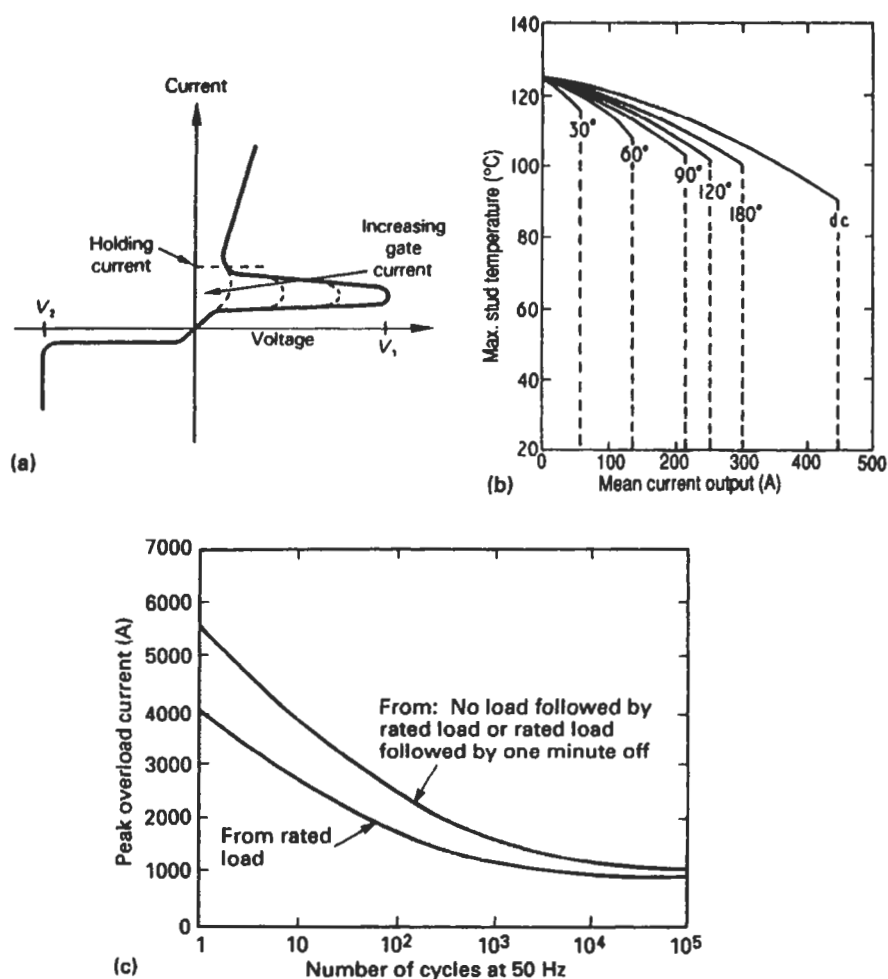 Current
Holding
current
Increasing
gate
current
V₂
Voltage
V₁
(a)
140
120
100
80
60
40
20
Max. stud temperature (°C)
30°
60°
90°
120°
180°
dc
0 100 200 300 400 500
Mean current output (A)
(b)
7000
6000
5000
4000
3000
2000
1000
0
Peak overload current (A)
From: No load followed by
rated load or rated load
followed by one minute off
From rated
load
1 10 10² 10³ 10⁴ 10⁵
Number of cycles at 50 Hz
(c)